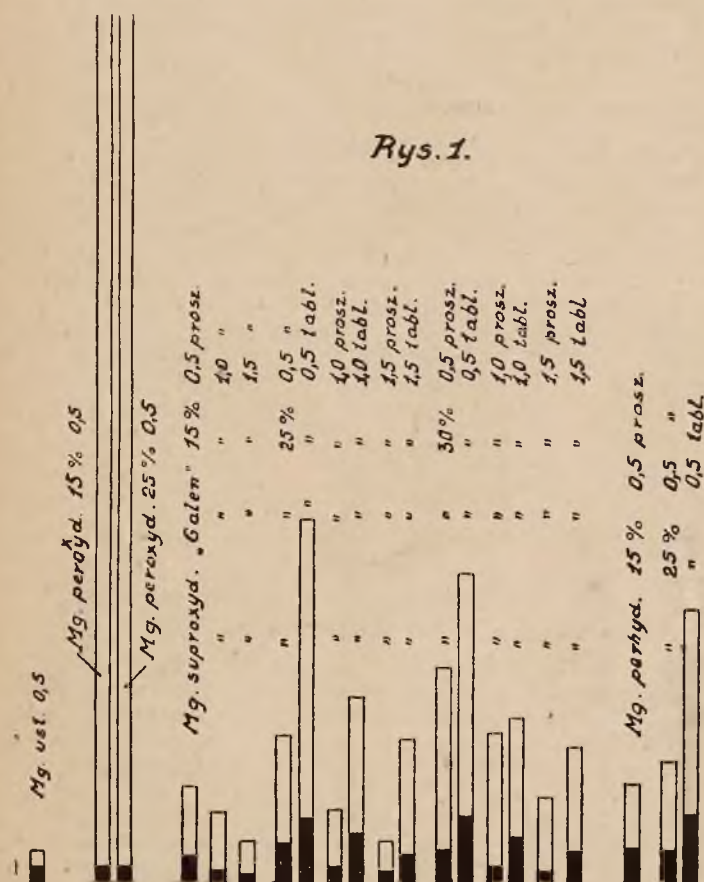 Rys. 1.
Mg. ust. 0,5
Mg. peroxyd. 15% 0,5
Mg. peroxyd. 25% 0,5
Mg. suproxyd. „Galen" 15% 0,5 prosz.
" " " 1,0 "
" " " 1,5 "
" " 25% 0,5 "
" " 0,5 tabl.
" " " 1,0 prosz.
" " " 1,0 tabl.
" " " 1,5 prosz.
" " " 1,5 tabl.
" " 30% 0,5 prosz.
" " 0,5 tabl.
" " " 1,0 prosz.
" " " 1,0 tabl.
" " " 1,5 prosz.
" " " 1,5 tabl
Mg. perhyd. 15% 0,5 prosz.
" 25% 0,5 "
" 0,5 tabl.